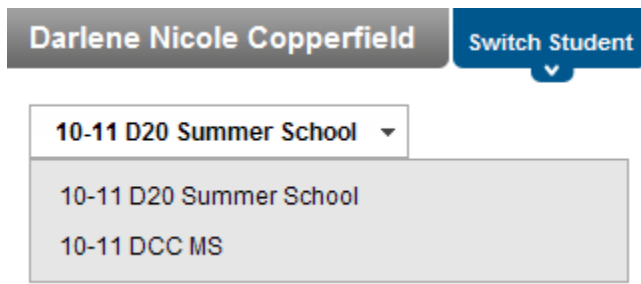 Darlene Nicole Copperfield Switch Student
10-11 D20 Summer School
10-11 D20 Summer School
10-11 DCC MS